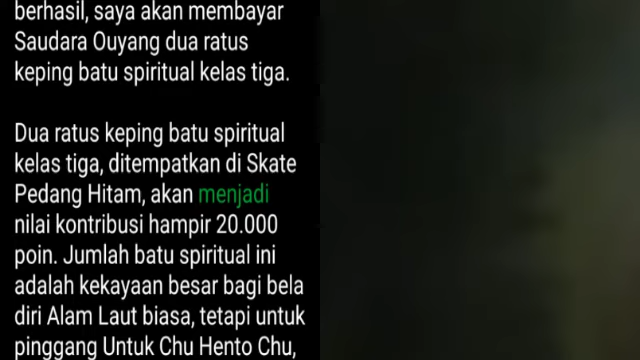 berhasil, saya akan membayar
Saudara Ouyang dua ratus
keping batu spiritual kelas tiga.
Dua ratus keping batu spiritual
kelas tiga, ditempatkan di Skate
Pedang Hitam, akan menjadi
nilai kontribusi hampir 20.000
poin. Jumlah batu spiritual ini
adalah kekayaan besar bagi bela
diri Alam Laut biasa, tetapi untuk
pinggang Untuk Chu Hento Chu,